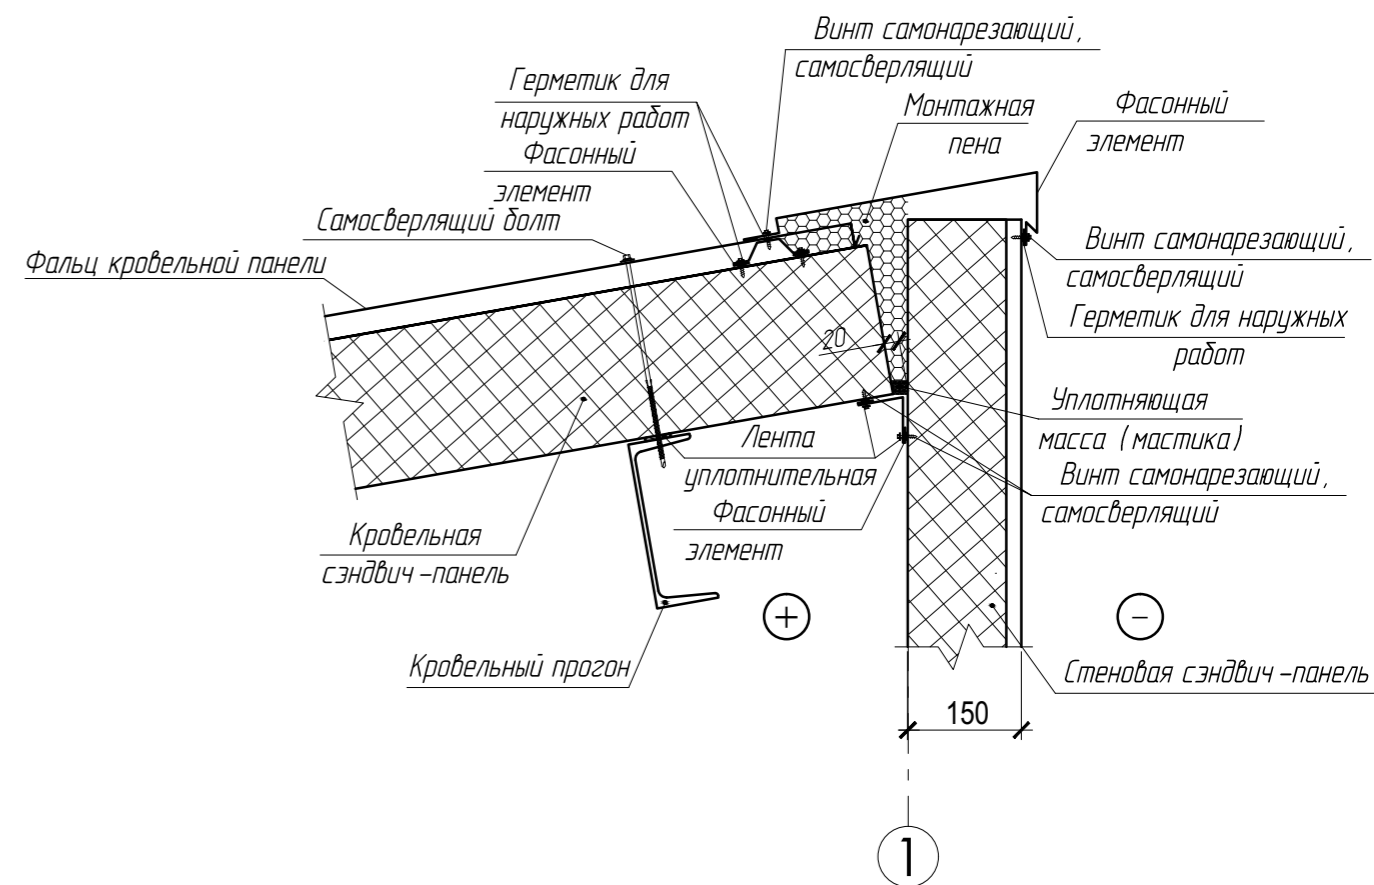 Винт самонарезающий,
самосверлящий
Герметик для
наружных работ
Монтажная
пена
Фасонный
элемент
Фасонный
элемент
Самосверлящий болт
Фальц кровельной панели
Винт самонарезающий,
самосверлящий
Герметик для наружных
работ
20
Уплотняющая
масса (мастика)
Лента
уплотнительная
Винт самонарезающий,
самосверлящий
Фасонный
элемент
Кровельная
сэндвич-панель
+
-
Кровельный прогон
Стеновая сэндвич-панель
150
1